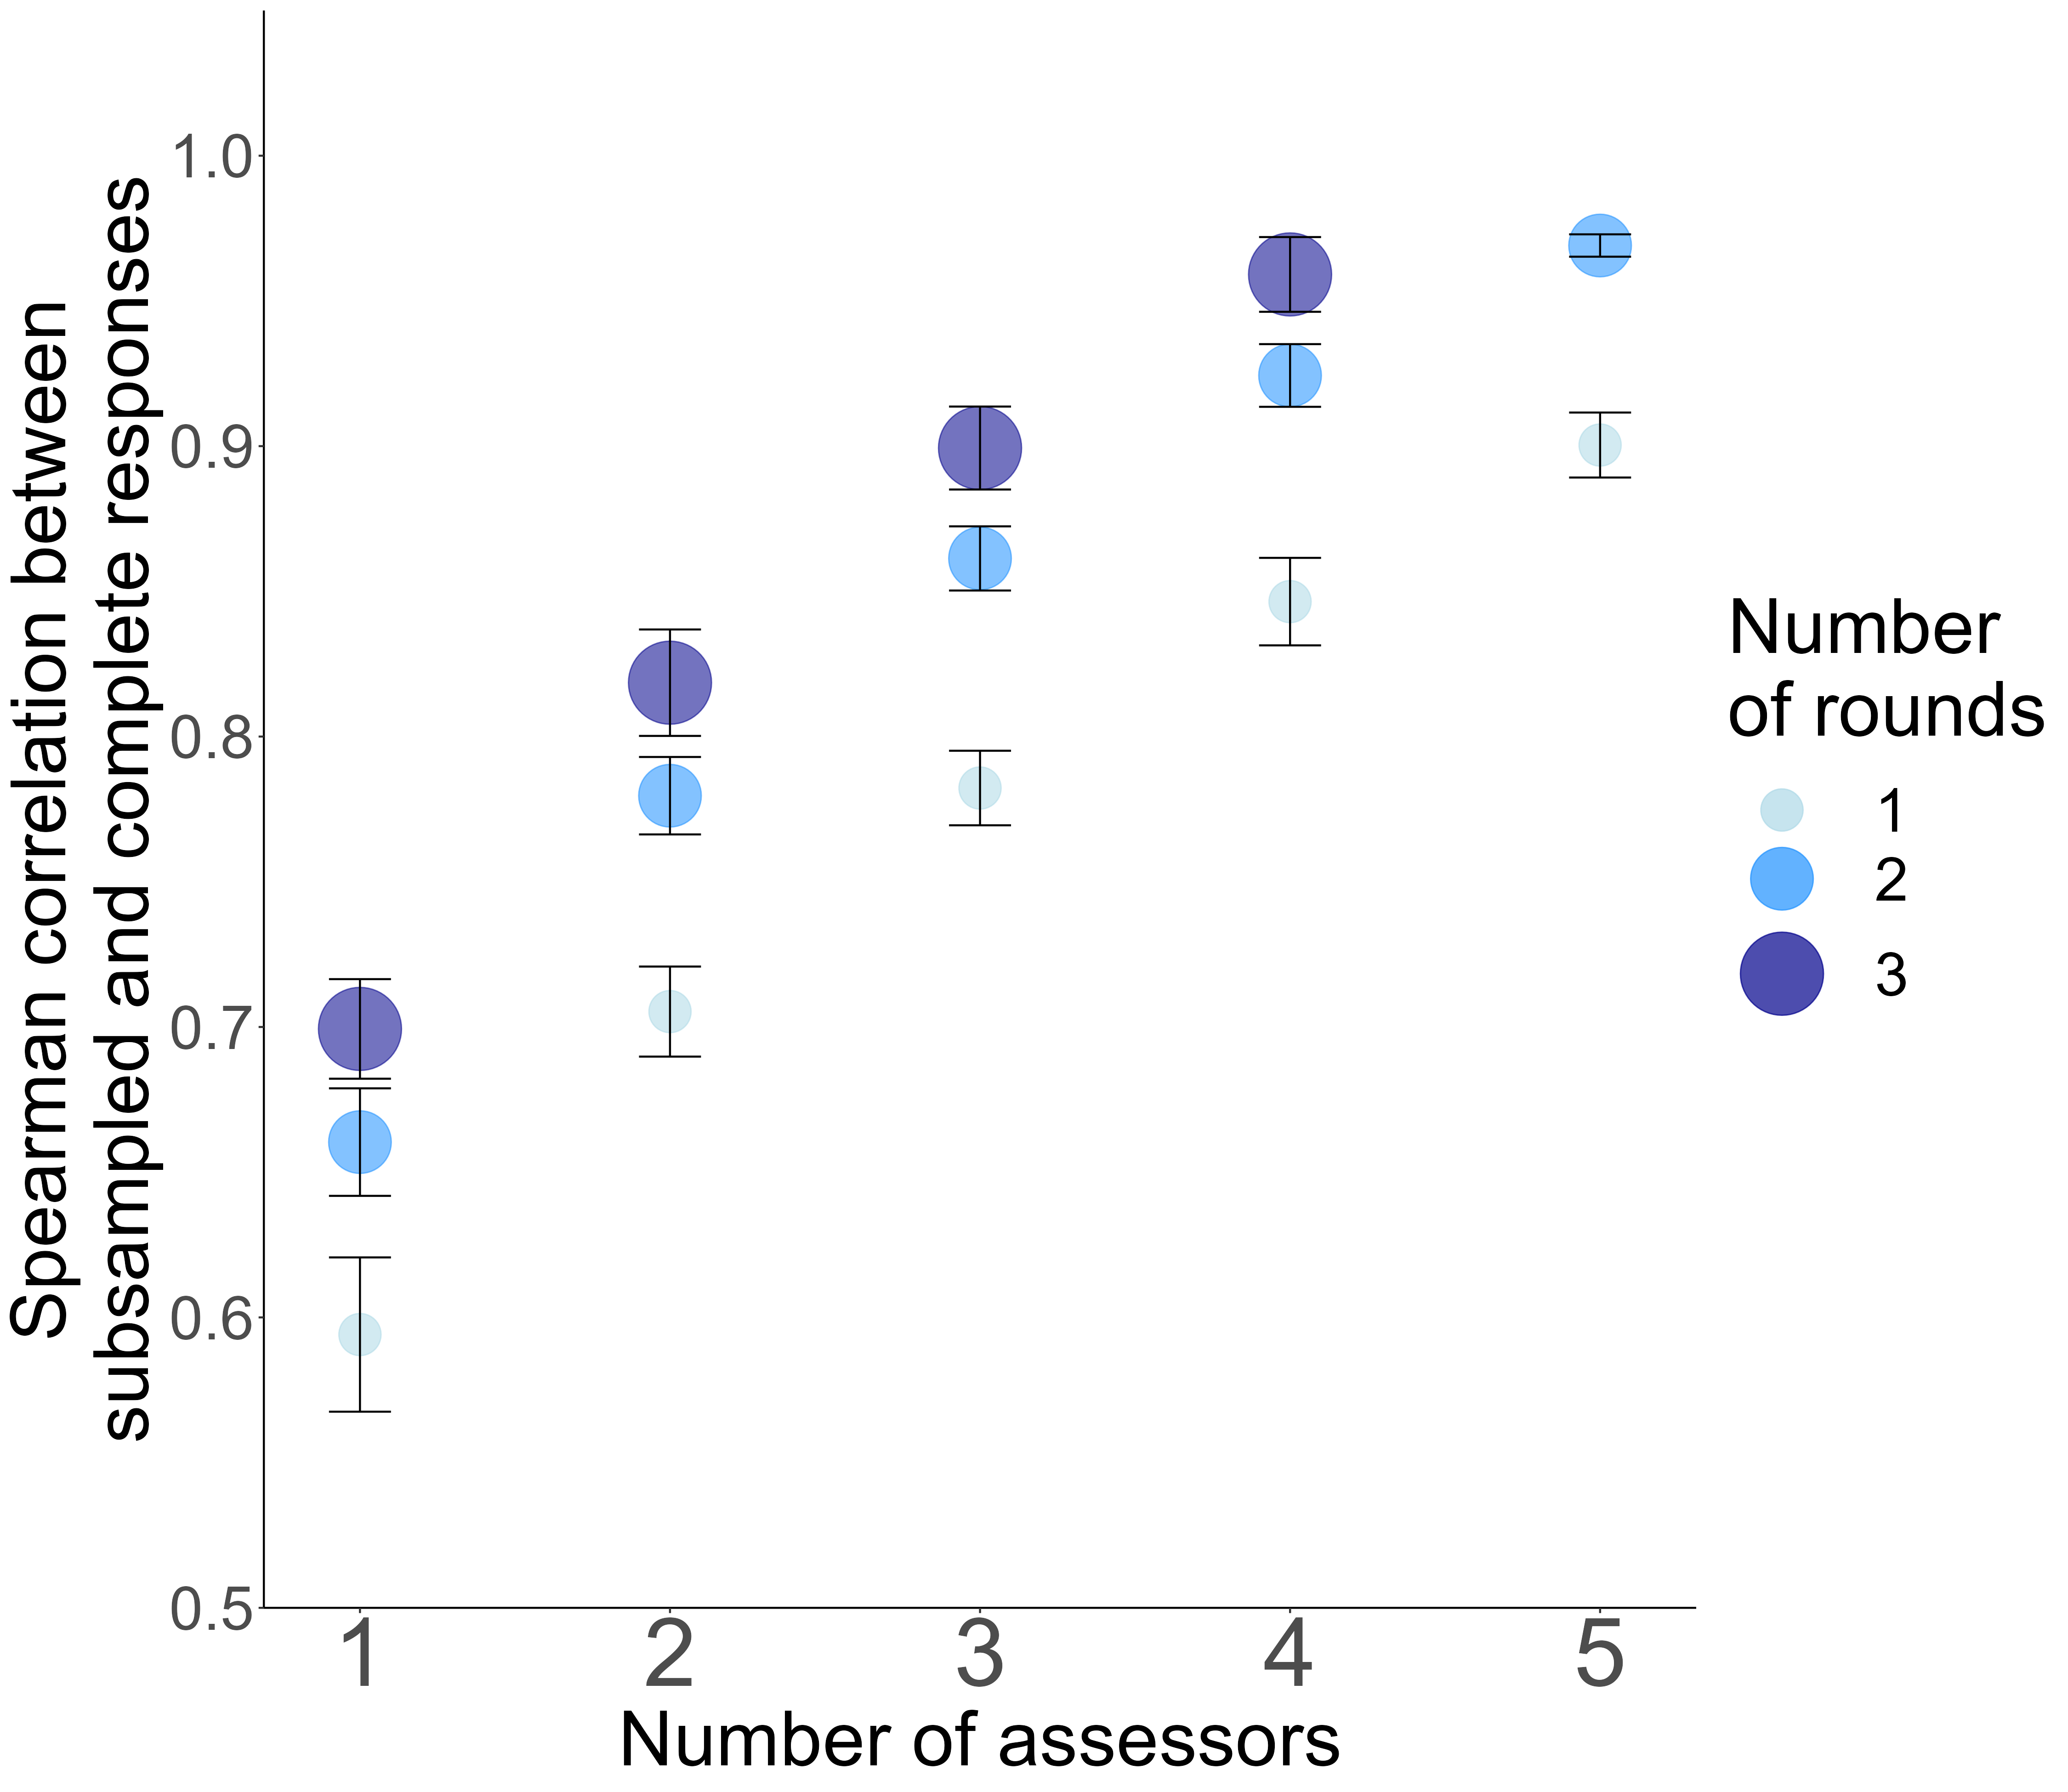 Spearman correlation between
subsampled and complete responses
1.0
0.9
0.8
0.7
0.6
0.5
1 2 3 4 5
Number of assessors
Number
of rounds
1
2
3